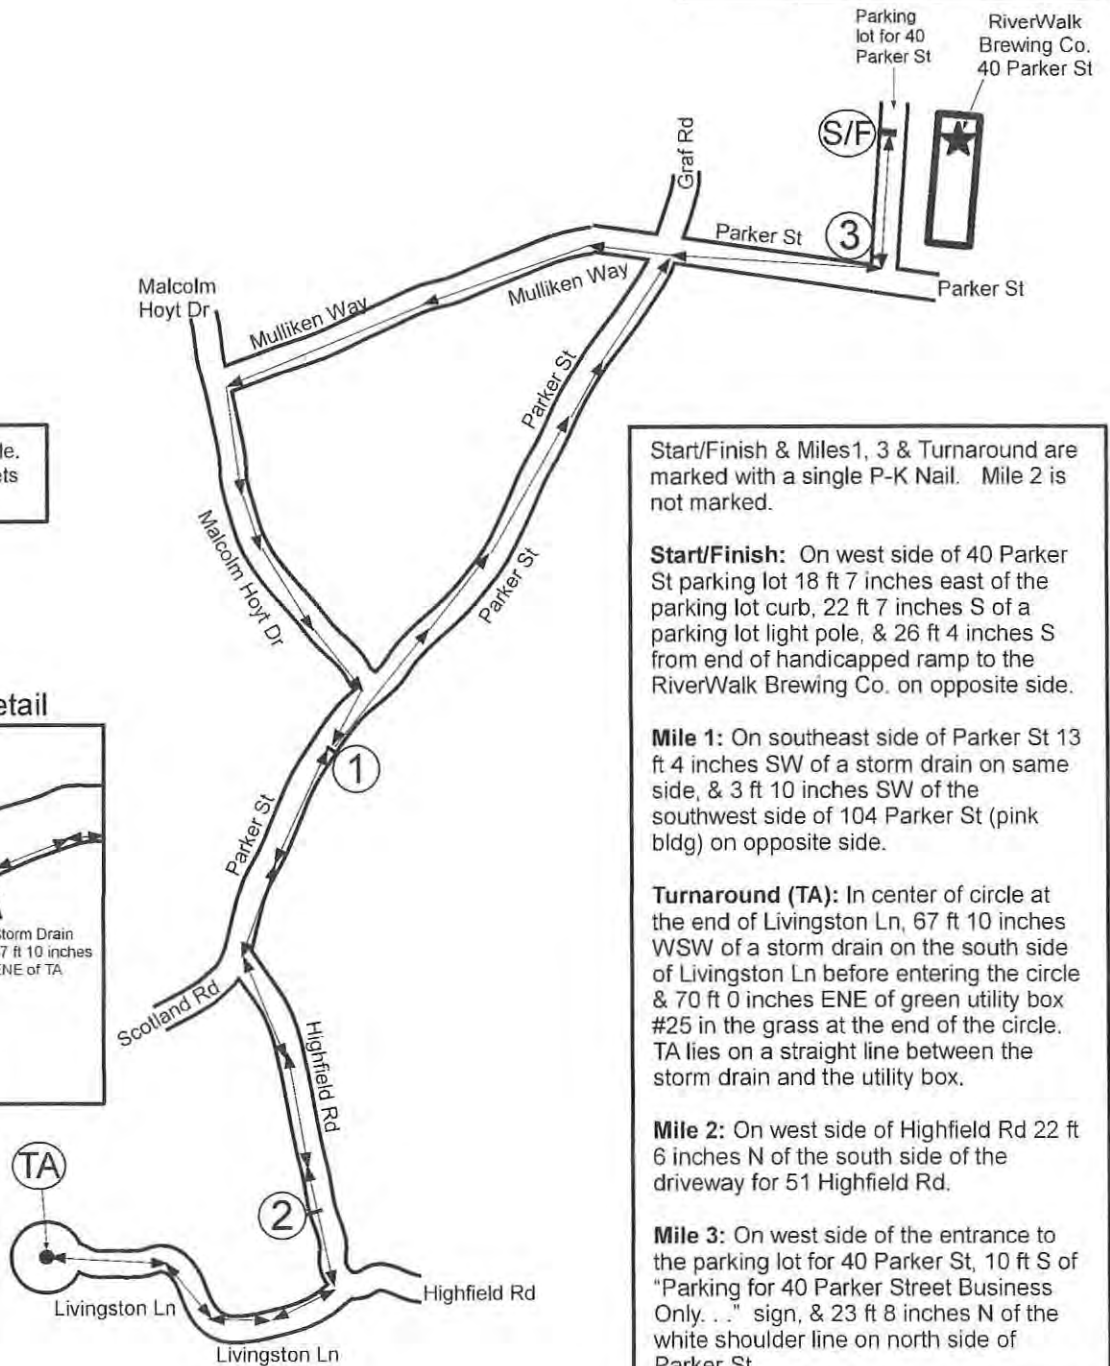 Parking
lot for 40
Parker St
RiverWalk
Brewing Co.
40 Parker St
S/F
Graf Rd
Parker St
3
Parker St
Malcolm
Hoyt Dr
Mulliken Way
Mulliken Way
Parker St
Malcolm Hoyt Dr
Parker St
1
Parker St
Scotland Rd
Highfield Rd
TA
2
Livingston Ln
Highfield Rd
Livingston Ln
Storm Drain
7 ft 10 inches
ENE of TA
Start/Finish & Miles1, 3 & Turnaround are
marked with a single P-K Nail. Mile 2 is
not marked.
Start/Finish: On west side of 40 Parker
St parking lot 18 ft 7 inches east of the
parking lot curb, 22 ft 7 inches S of a
parking lot light pole, & 26 ft 4 inches S
from end of handicapped ramp to the
RiverWalk Brewing Co. on opposite side.
Mile 1: On southeast side of Parker St 13
ft 4 inches SW of a storm drain on same
side, & 3 ft 10 inches SW of the
southwest side of 104 Parker St (pink
bldg) on opposite side.
Turnaround (TA): In center of circle at
the end of Livingston Ln, 67 ft 10 inches
WSW of a storm drain on the south side
of Livingston Ln before entering the circle
& 70 ft 0 inches ENE of green utility box
#25 in the grass at the end of the circle.
TA lies on a straight line between the
storm drain and the utility box.
Mile 2: On west side of Highfield Rd 22 ft
6 inches N of the south side of the
driveway for 51 Highfield Rd.
Mile 3: On west side of the entrance to
the parking lot for 40 Parker St, 10 ft S of
"Parking for 40 Parker Street Business
Only. . ." sign, & 23 ft 8 inches N of the
white shoulder line on north side of
Parker St